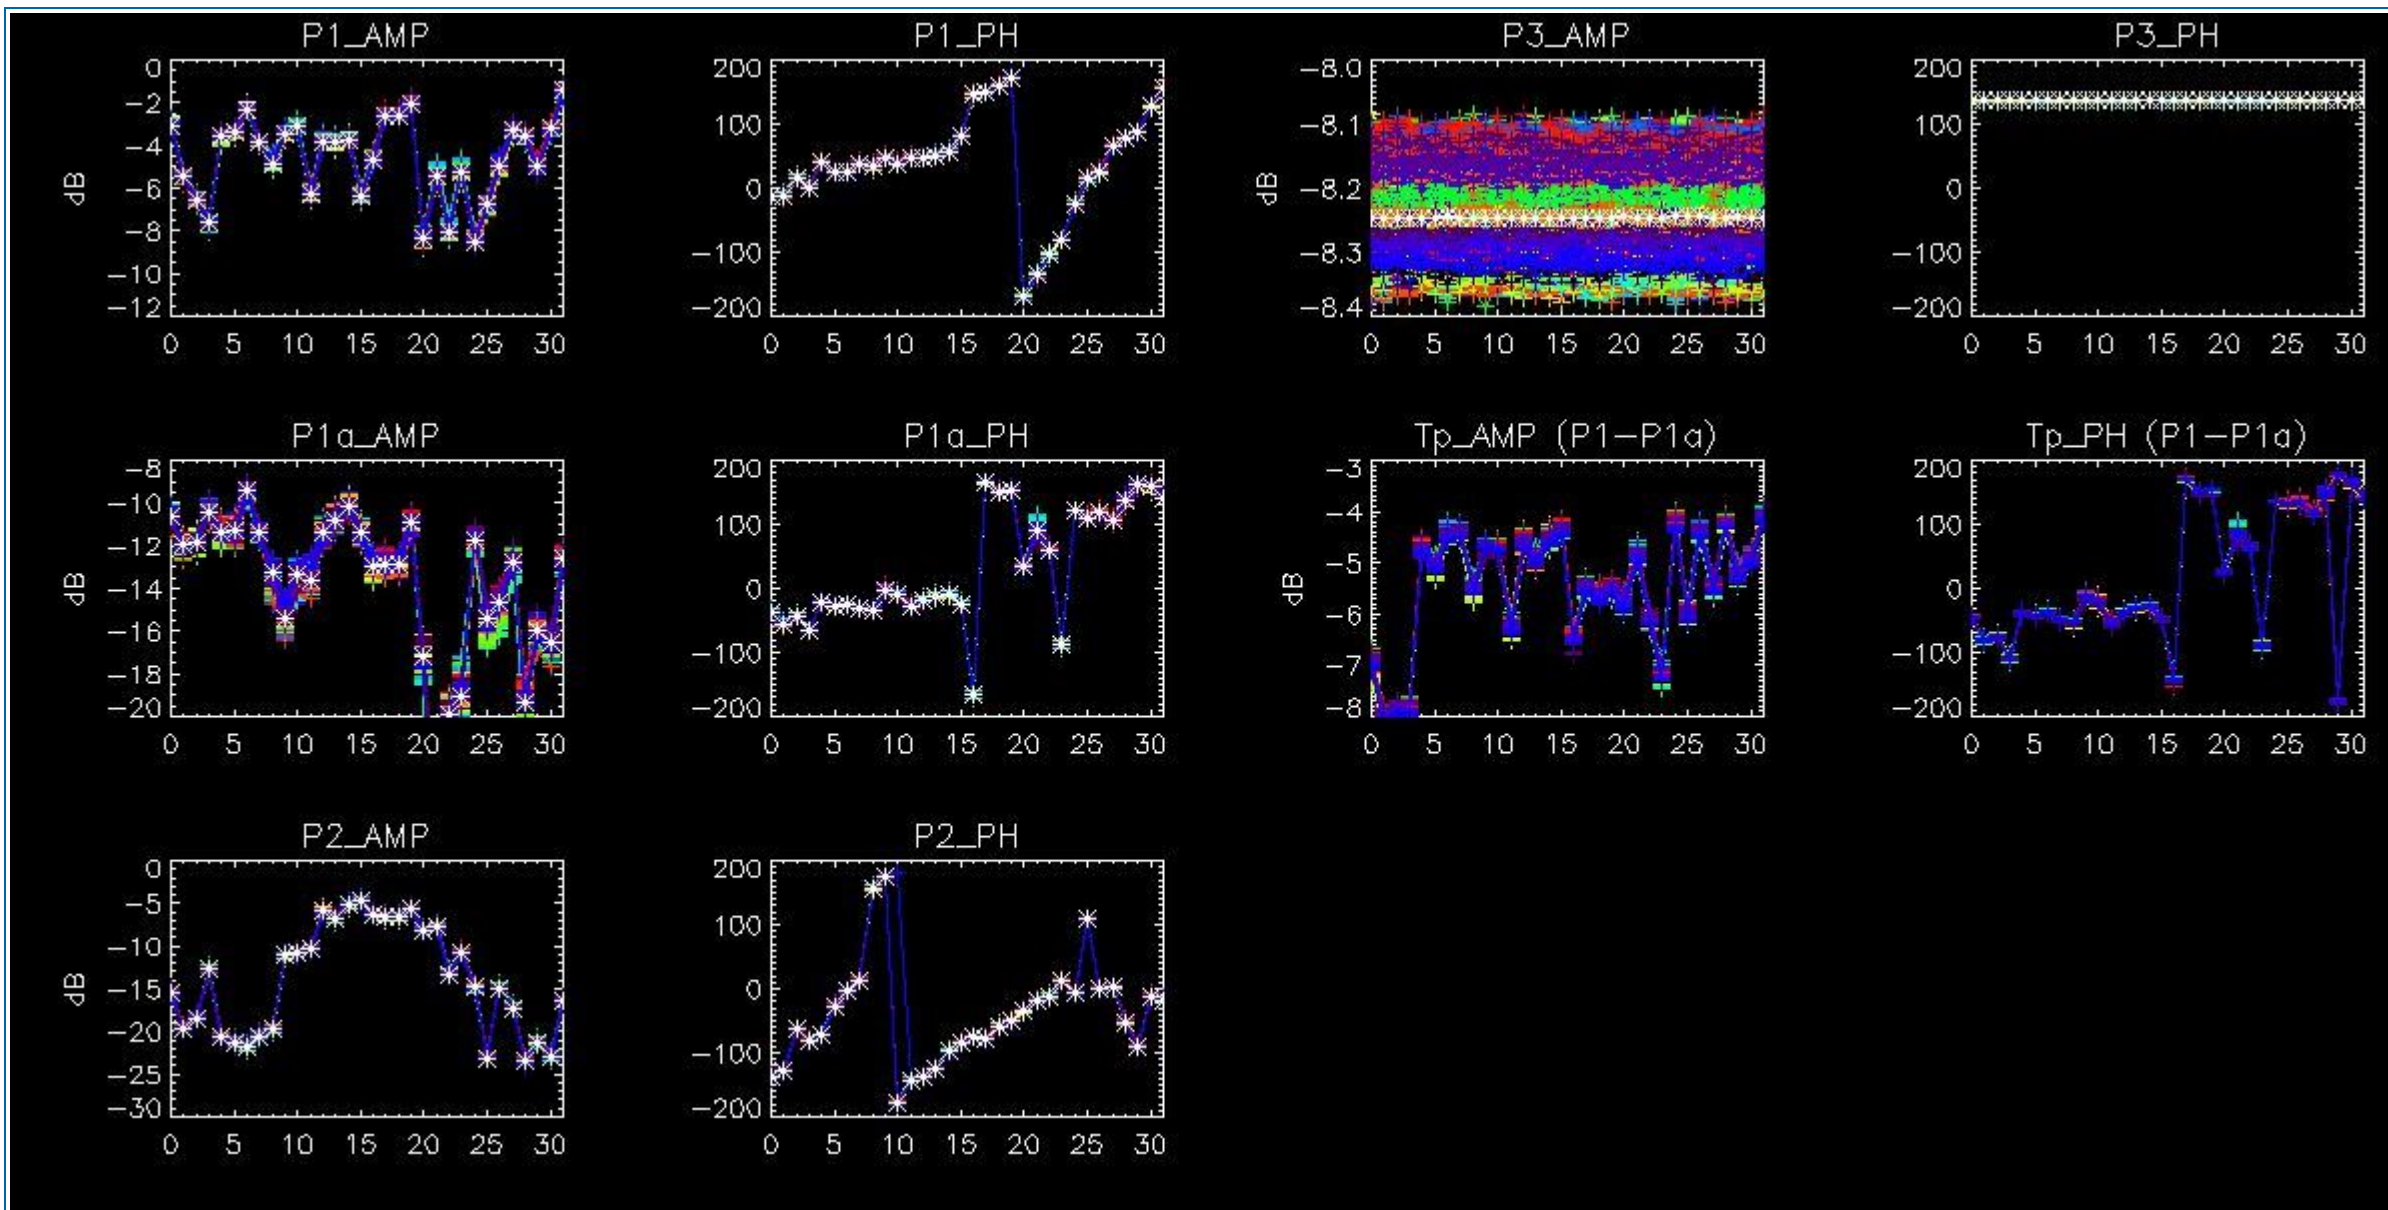 P1_AMP
0
−2
−4
−6
−8
−10
−12
dB
0 5 10 15 20 25 30
P1_PH
200
100
0
−100
−200
0 5 10 15 20 25 30
P3_AMP
−8.0
−8.1
−8.2
−8.3
−8.4
dB
0 5 10 15 20 25 30
P3_PH
200
100
0
−100
−200
0 5 10 15 20 25 30
P1a_AMP
−8
−10
−12
−14
−16
−18
−20
dB
0 5 10 15 20 25 30
P1a_PH
200
100
0
−100
−200
0 5 10 15 20 25 30
Tp_AMP (P1−P1a)
−3
−4
−5
−6
−7
−8
dB
0 5 10 15 20 25 30
Tp_PH (P1−P1a)
200
100
0
−100
−200
0 5 10 15 20 25 30
P2_AMP
0
−5
−10
−15
−20
−25
−30
dB
0 5 10 15 20 25 30
P2_PH
200
100
0
−100
−200
0 5 10 15 20 25 30